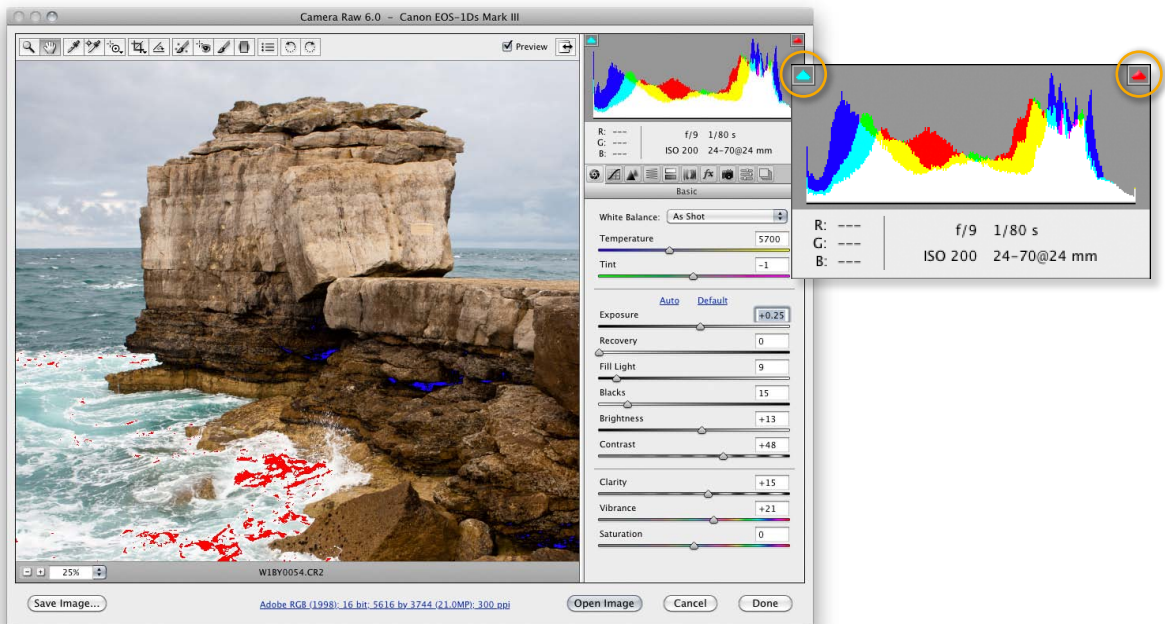 Camera Raw 6.0 – Canon EOS-1Ds Mark III
Preview
R: ---
G: ---
B: ---
f/9 1/80 s
ISO 200 24-70@24 mm
fx
Basic
White Balance: As Shot
Temperature 5700
Tint -1
Auto Default
Exposure +0.25
Recovery 0
Fill Light 9
Blacks 15
Brightness +13
Contrast +48
Clarity +15
Vibrance +21
Saturation 0
25% W1BY0054.CR2
Save Image... Adobe RGB (1998); 16 bit; 5616 by 3744 (21.0MP); 300 ppi Open Image Cancel Done
R: ---
G: ---
B: ---
f/9 1/80 s
ISO 200 24-70@24 mm